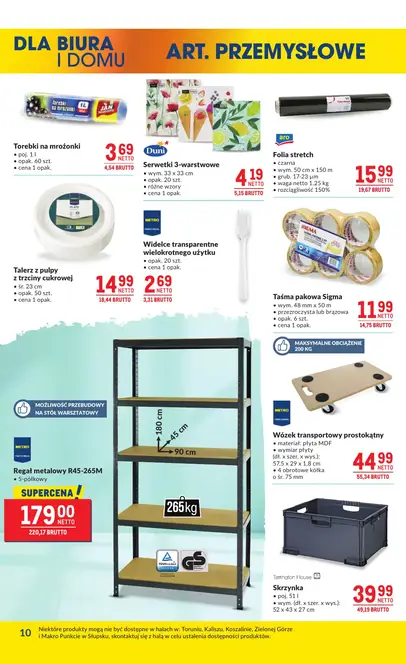 DLA BIURA
I DOMU
ART. PRZEMYSŁOWE
Torebki na mrożonki
• poj. 1 l
• opak. 60 szt.
• cena 1 opak.
3,69
NETTO
4,54 BRUTTO
Duni
Serwetki 3-warstwowe
• wym. 33 x 33 cm
• opak. 20 szt.
• różne wzory
• cena 1 opak.
4,19
NETTO
5,15 BRUTTO
aro
Folia stretch
• czarna
• wym. 50 cm x 150 m
• grub. 17-23 µm
• waga netto 1.25 kg
• rozciągliwość 150%
15,99
NETTO
19,67 BRUTTO
Talerz z pulpy
z trzciny cukrowej
• śr. 23 cm
• opak. 50 szt.
• cena 1 opak.
14,99
NETTO
18,44 BRUTTO
METRO
Widelce transparentne
wielokrotnego użytku
• opak. 20 szt.
• cena 1 opak.
2,69
NETTO
3,31 BRUTTO
SIGMA
Taśma pakowa Sigma
• wym. 48 mm x 50 m
• przezroczysta lub brązowa
• opak. 6 szt.
• cena 1 opak.
11,99
NETTO
14,75 BRUTTO
MAKSYMALNE OBCIĄŻENIE
200 KG
METRO
Wózek transportowy prostokątny
• materiał: płyta MDF
• wymiar płyty
(dł. x szer. x wys.):
57.5 x 29 x 1,8 cm
• 4 obrotowe kółka
o śr. 75 mm
44,99
NETTO
55,34 BRUTTO
MOŻLIWOŚĆ PRZEBUDOWY
NA STÓŁ WARSZTATOWY
METRO
Regał metalowy R45-265M
• 5-półkowy
SUPERCENA!
179,00
NETTO
220,17 BRUTTO
180 cm
45 cm
90 cm
265 kg
GS
Tarrington House
Skrzynka
• poj. 51 l
• wym. (dł. x szer. x wys.):
52 x 43 x 27 cm
39,99
NETTO
49,19 BRUTTO
10
Niektóre produkty mogą nie być dostępne w halach w: Toruniu, Kaliszu, Koszalinie, Zielonej Górze
i Makro Punkcie w Słupsku, skontaktuj się z halą w celu ustalenia dostępności produktów.